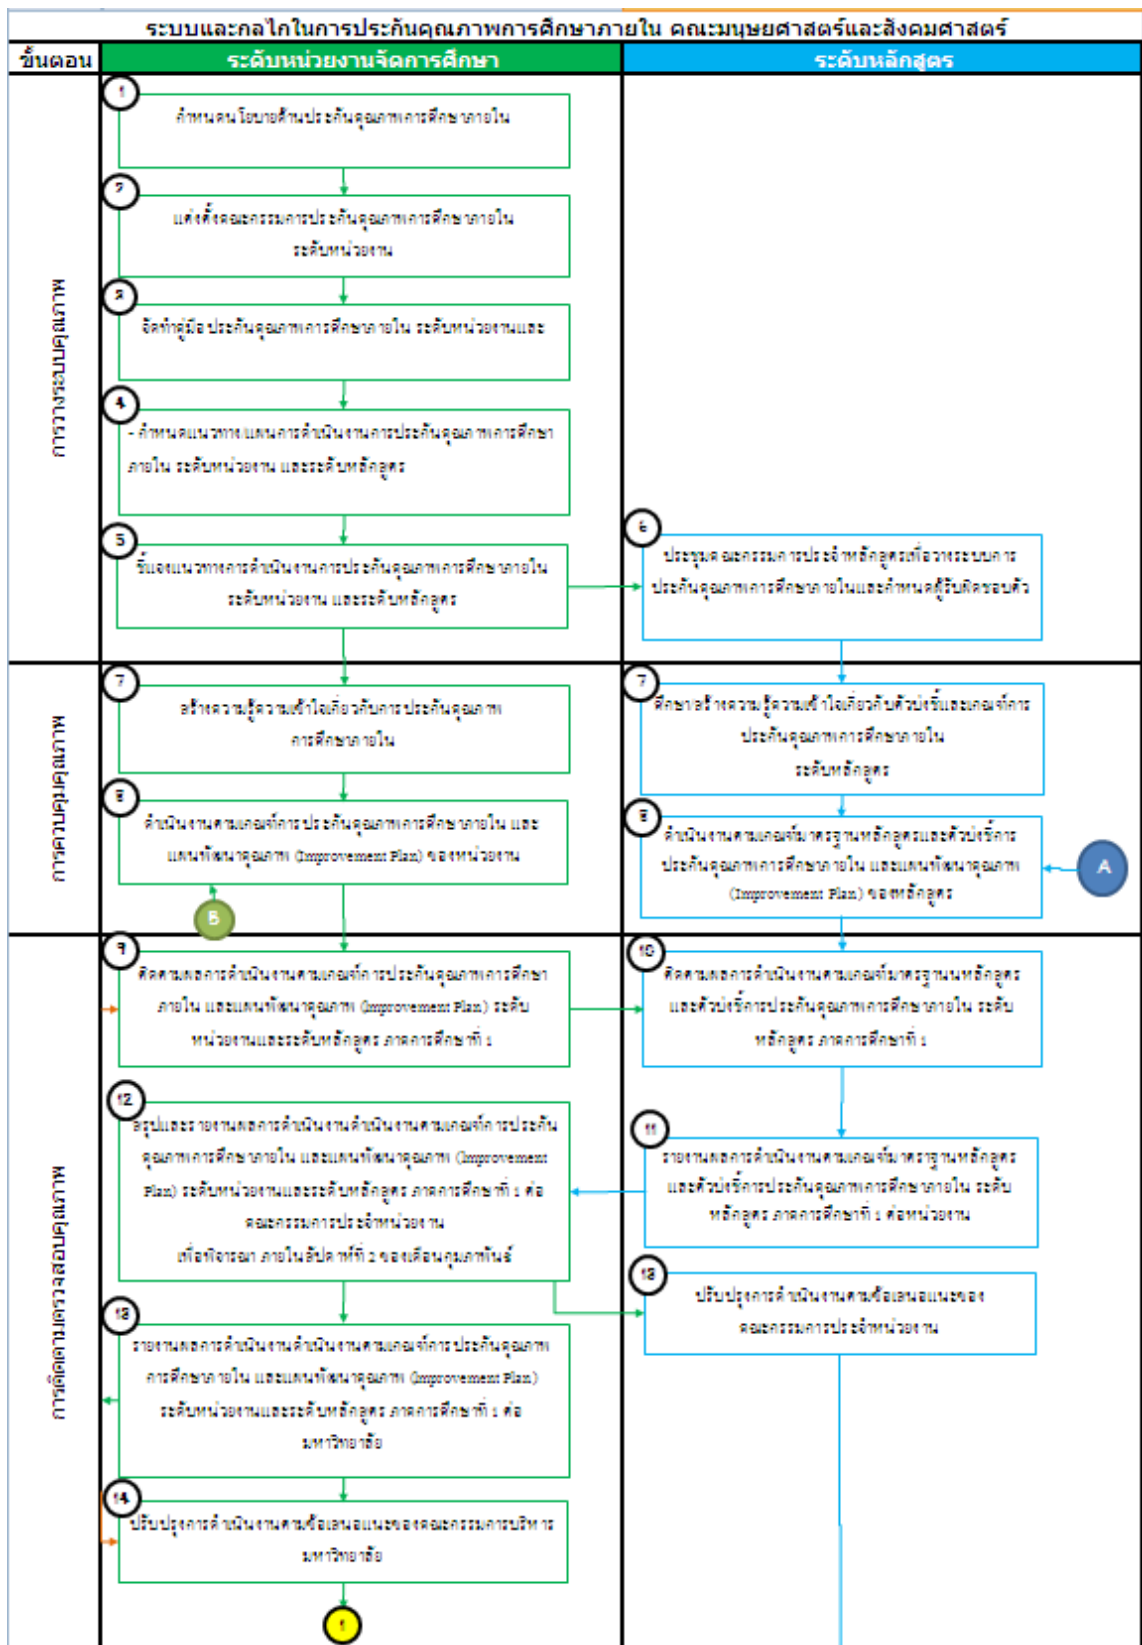 ระบบและกลไกในการประกันคุณภาพการศึกษาภายใน คณะมนุษยศาสตร์และสังคมศาสตร์
ขั้นตอน
ระดับหน่วยงานจัดการศึกษา
ระดับหลักสูตร
การวางระบบคุณภาพ
1
กำหนดนโยบายด้านประกันคุณภาพการศึกษาภายใน
2
แต่งตั้งคณะกรรมการประกันคุณภาพการศึกษาภายใน
ระดับหน่วยงาน
3
จัดทำคู่มือประกันคุณภาพการศึกษาภายใน ระดับหน่วยงานและ
4
- กำหนดแนวทาง/แผนการดำเนินงานการประกันคุณภาพการศึกษา
ภายใน ระดับหน่วยงาน และระดับหลักสูตร
5
ชี้แจงแนวทางการดำเนินงานการประกันคุณภาพการศึกษาภายใน
ระดับหน่วยงาน และระดับหลักสูตร
6
ประชุมคณะกรรมการประจำหลักสูตรเพื่อวางระบบการ
ประกันคุณภาพการศึกษาภายในและกำหนดผู้รับผิดชอบตัว
การควบคุมคุณภาพ
7
สร้างความรู้ความเข้าใจเกี่ยวกับการประกันคุณภาพ
การศึกษาภายใน
7
ศึกษา/สร้างความรู้ความเข้าใจเกี่ยวกับตัวบ่งชี้และเกณฑ์การ
ประกันคุณภาพการศึกษาภายใน
ระดับหลักสูตร
8
ดำเนินงานตามเกณฑ์การประกันคุณภาพการศึกษาภายใน และ
แผนพัฒนาคุณภาพ (Improvement Plan) ของหน่วยงาน
B
8
ดำเนินงานตามเกณฑ์มาตรฐานหลักสูตรและตัวบ่งชี้การ
ประกันคุณภาพการศึกษาภายใน และแผนพัฒนาคุณภาพ
(Improvement Plan) ของหลักสูตร
A
การติดตามตรวจสอบคุณภาพ
9
ติดตามผลการดำเนินงานตามเกณฑ์การประกันคุณภาพการศึกษา
ภายใน และแผนพัฒนาคุณภาพ (Improvement Plan) ระดับ
หน่วยงานและระดับหลักสูตร ภาคการศึกษาที่ 1
10
ติดตามผลการดำเนินงานตามเกณฑ์มาตรฐานนหลักสูตร
และตัวบ่งชี้การประกันคุณภาพการศึกษาภายใน ระดับ
หลักสูตร ภาคการศึกษาที่ 1
12
สรุปและรายงานผลการดำเนินงานดำเนินงานตามเกณฑ์การประกัน
คุณภาพการศึกษาภายใน และแผนพัฒนาคุณภาพ (Improvement
Plan) ระดับหน่วยงานและระดับหลักสูตร ภาคการศึกษาที่ 1 ต่อ
คณะกรรมการประจำหน่วยงาน
เพื่อพิจารณา ภายในสัปดาห์ที่ 2 ของเดือนกุมภาพันธ์
11
รายงานผลการดำเนินงานตามเกณฑ์มาตราฐานหลักสูตร
และตัวบ่งชี้การประกันคุณภาพการศึกษาภายใน ระดับ
หลักสูตร ภาคการศึกษาที่ 1 ต่อหน่วยงาน
13
ปรับปรุงการดำเนินงานตามข้อเสนอแนะของ
คณะกรรมการประจำหน่วยงาน
13
รายงานผลการดำเนินงานดำเนินงานตามเกณฑ์การประกันคุณภาพ
การศึกษาภายใน และแผนพัฒนาคุณภาพ (Improvement Plan)
ระดับหน่วยงานและระดับหลักสูตร ภาคการศึกษาที่ 1 ต่อ
มหาวิทยาลัย
14
ปรับปรุงการดำเนินงานตามข้อเสนอแนะของคณะกรรมการบริหาร
มหาวิทยาลัย
1